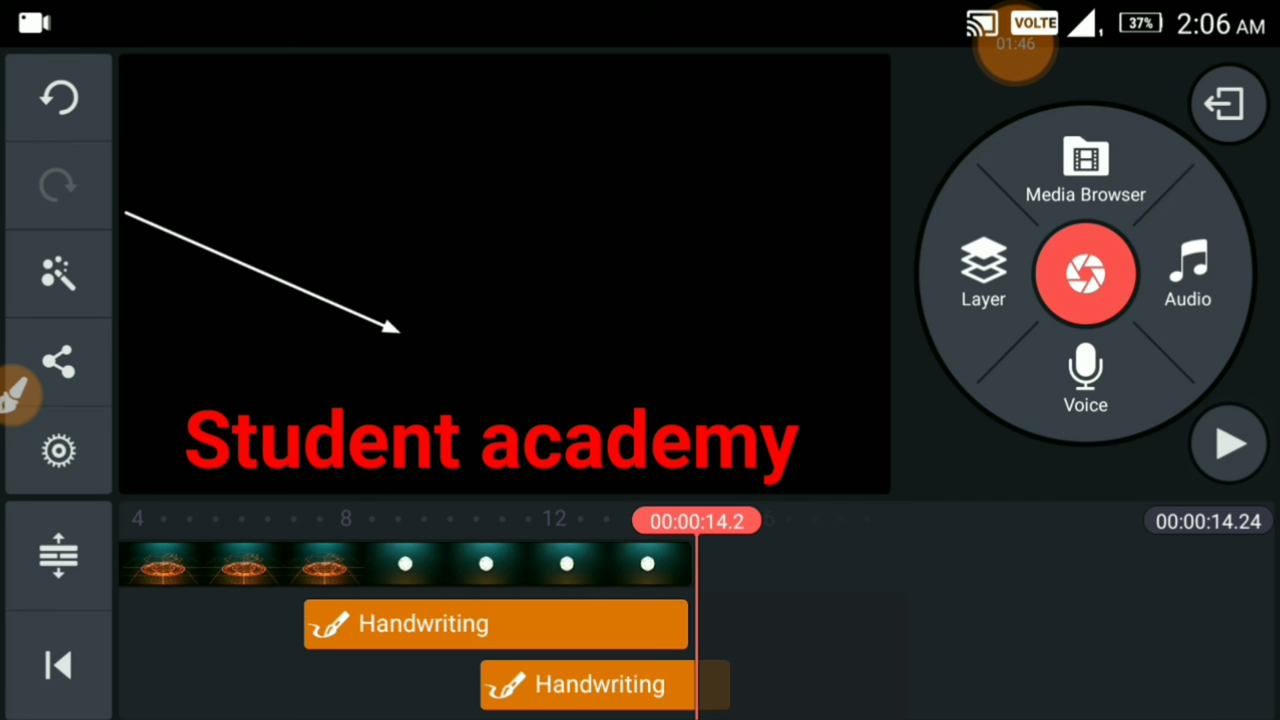 VOLTE 37% 2:06 AM
01:46
Media Browser
Layer
Audio
Voice
Student academy
4 8 12 00:00:14.2 6 00:00:14.24
Handwriting
Handwriting